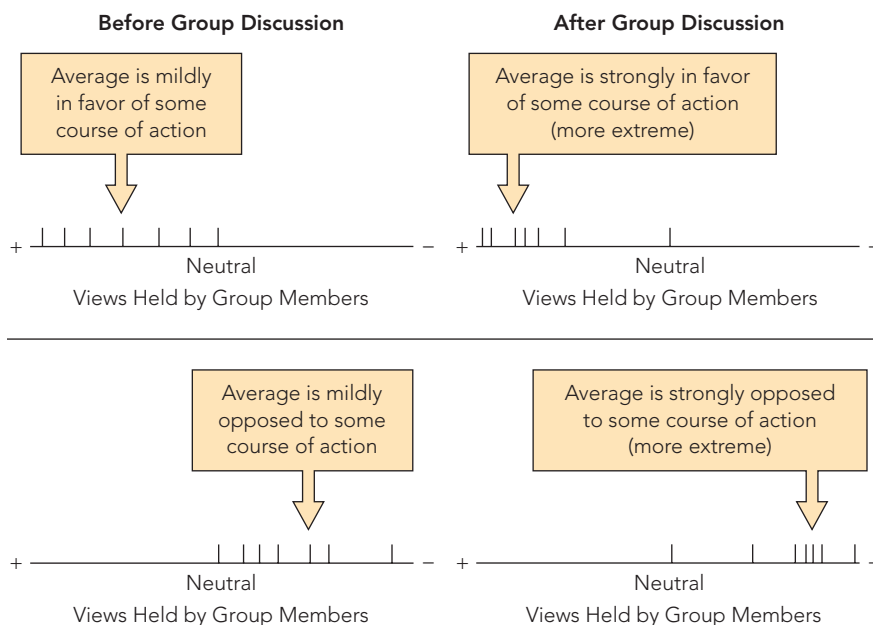 Before Group Discussion
After Group Discussion
Average is mildly
in favor of some
course of action
Average is strongly in favor
of some course of action
(more extreme)
+
–
+
–
Neutral
Neutral
Views Held by Group Members
Views Held by Group Members
Average is mildly
opposed to some
course of action
Average is strongly opposed
to some course of action
(more extreme)
+
–
+
–
Neutral
Neutral
Views Held by Group Members
Views Held by Group Members